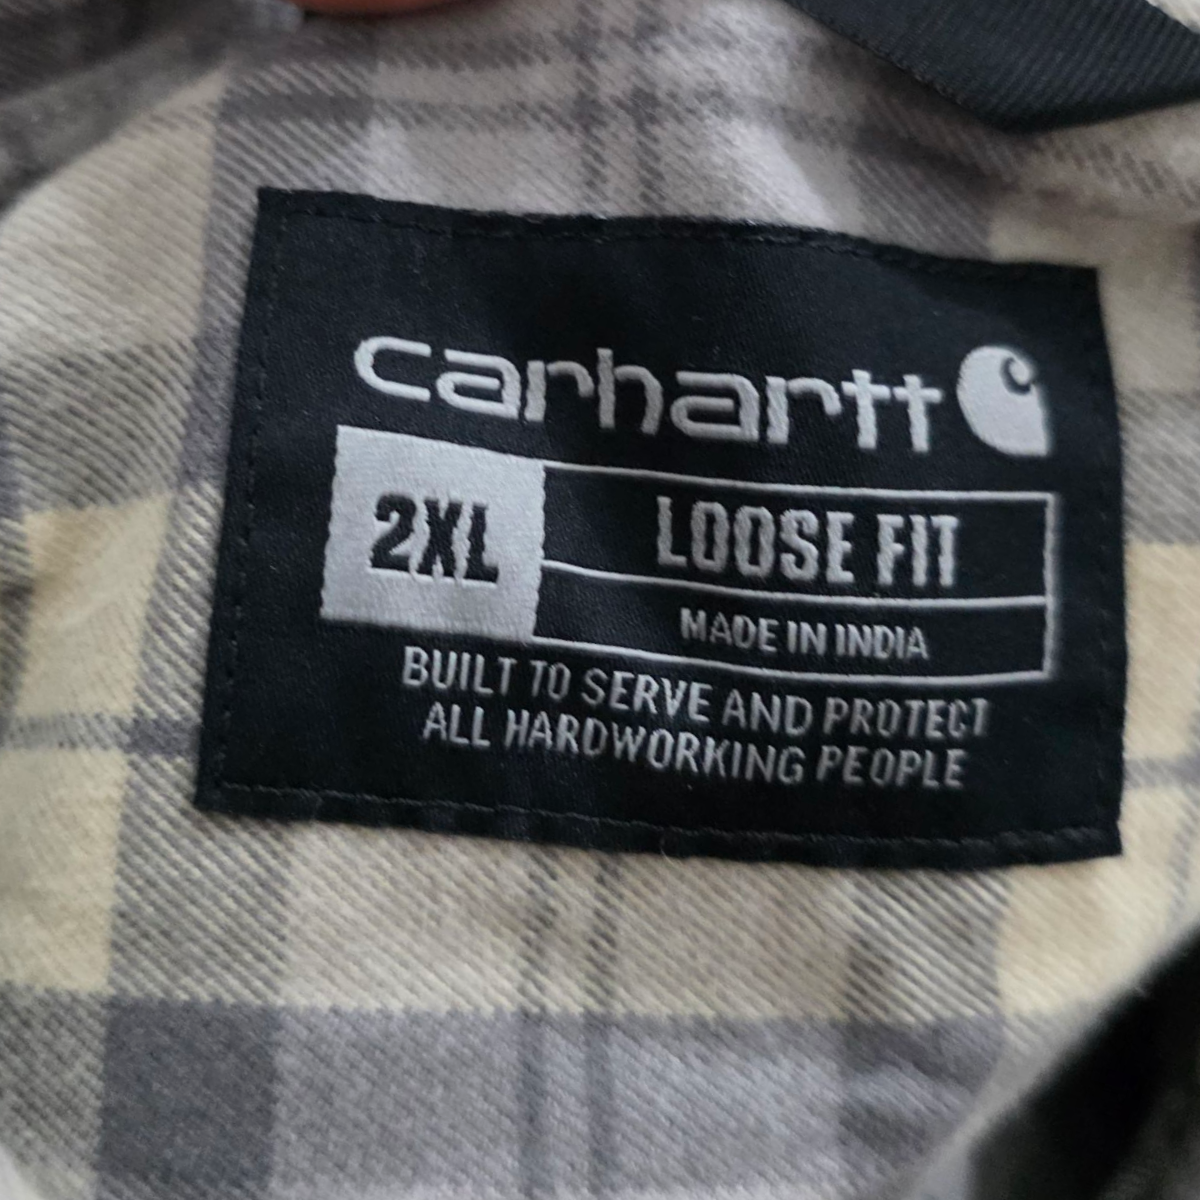 carhartt
2XL
LOOSE FIT
MADE IN INDIA
BUILT TO SERVE AND PROTECT
ALL HARDWORKING PEOPLE